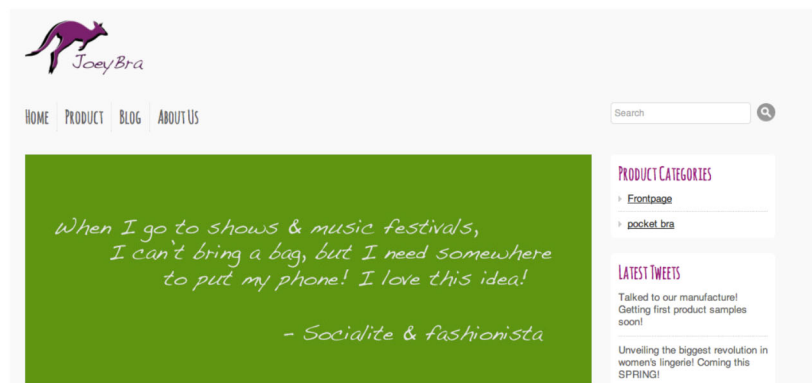 JoeyBra
Home Product Blog About Us
Search
When I go to shows & music festivals,
I can't bring a bag, but I need somewhere
to put my phone! I love this idea!
- Socialite & fashionista
Product Categories
Frontpage
pocket bra
Latest Tweets
Talked to our manufacture!
Getting first product samples
soon!
Unveiling the biggest revolution in
women's lingerie! Coming this
SPRING!